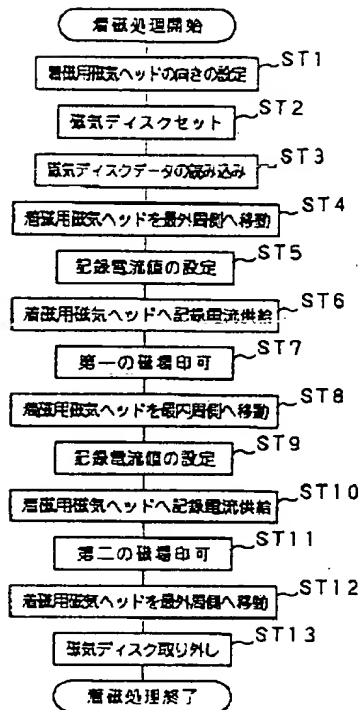 着磁処理開始
ST1
着磁用磁気ヘッドの向きの設定
ST2
磁気ディスクセット
ST3
磁気ディスクデータの読み込み
ST4
着磁用磁気ヘッドを最外周側へ移動
ST5
記録電流値の設定
ST6
着磁用磁気ヘッドへ記録電流供給
ST7
第一の磁場印可
ST8
着磁用磁気ヘッドを最内周側へ移動
ST9
記録電流値の設定
ST10
着磁用磁気ヘッドへ記録電流供給
ST11
第二の磁場印可
ST12
着磁用磁気ヘッドを最外周側へ移動
ST13
磁気ディスク取り外し
着磁処理終了